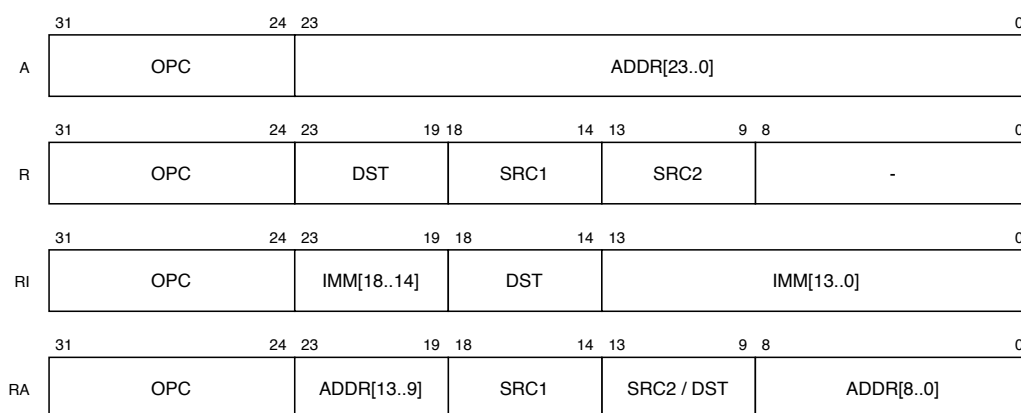 31 24 23 0
A OPC ADDR[23..0]
31 24 23 19 18 14 13 9 8 0
R OPC DST SRC1 SRC2 -
31 24 23 19 18 14 13 0
RI OPC IMM[18..14] DST IMM[13..0]
31 24 23 19 18 14 13 9 8 0
RA OPC ADDR[13..9] SRC1 SRC2 / DST ADDR[8..0]